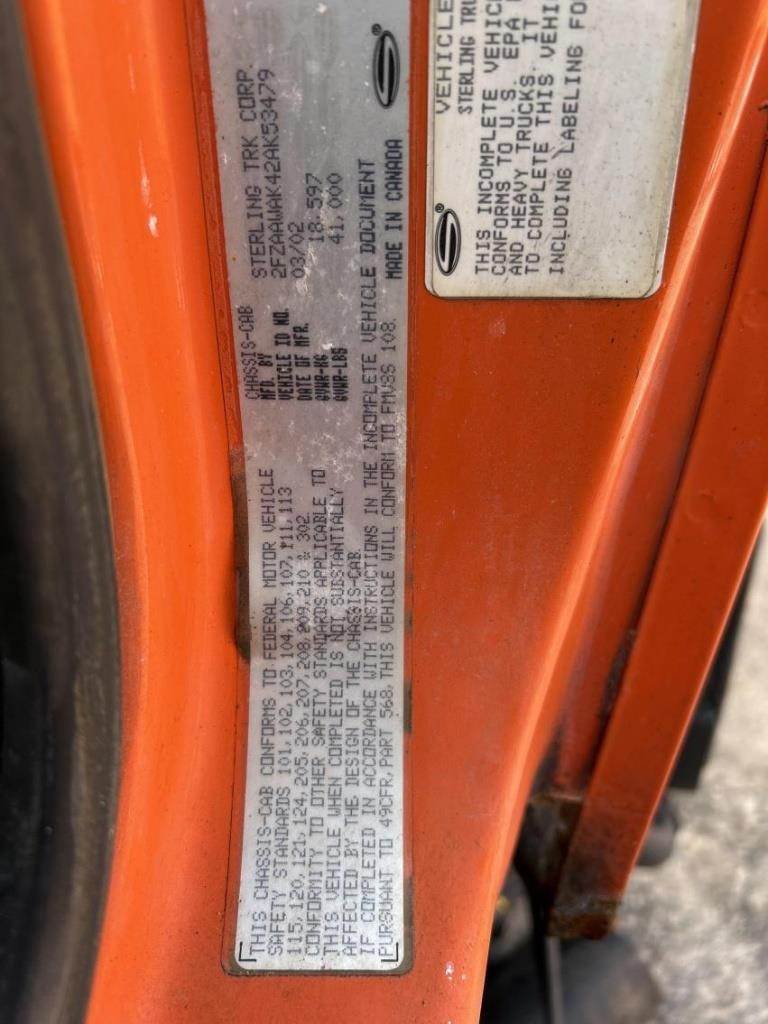 THIS CHASSIS-CAB CONFORMS TO FEDERAL MOTOR VEHICLE
SAFETY STANDARDS 101, 102, 103, 104, 106, 107, 111, 113
115, 120, 121, 124, 205, 206, 207, 208, 209, 210 & 302
CONFORMITY TO OTHER SAFETY STANDARDS APPLICABLE TO
THIS VEHICLE WHEN COMPLETED IS NOT SUBSTANTIALLY
AFFECTED BY THE DESIGN OF THE CHASSIS-CAB.
IF COMPLETED IN ACCORDANCE WITH INSTRUCTIONS IN THE INCOMPLETE VEHICLE DOCUMENT
PURSUANT TO 49CFR, PART 568, THIS VEHICLE WILL CONFORM TO FMVSS 108.
CHASSIS-CAB
MFD. BY STERLING TRK CORP.
VEHICLE ID NO. 2FZAAWAK42AK53479
DATE OF MFR. 03/02
GVWR-KG 18,597
GVWR-LBS 41,000
MADE IN CANADA
®
VEHICLE
STERLING TRU
®
THIS INCOMPLETE VEHIC
CONFORMS TO U.S. EPA
AND HEAVY TRUCKS. IT
TO COMPLETE THIS VEHI
INCLUDING LABELING FO